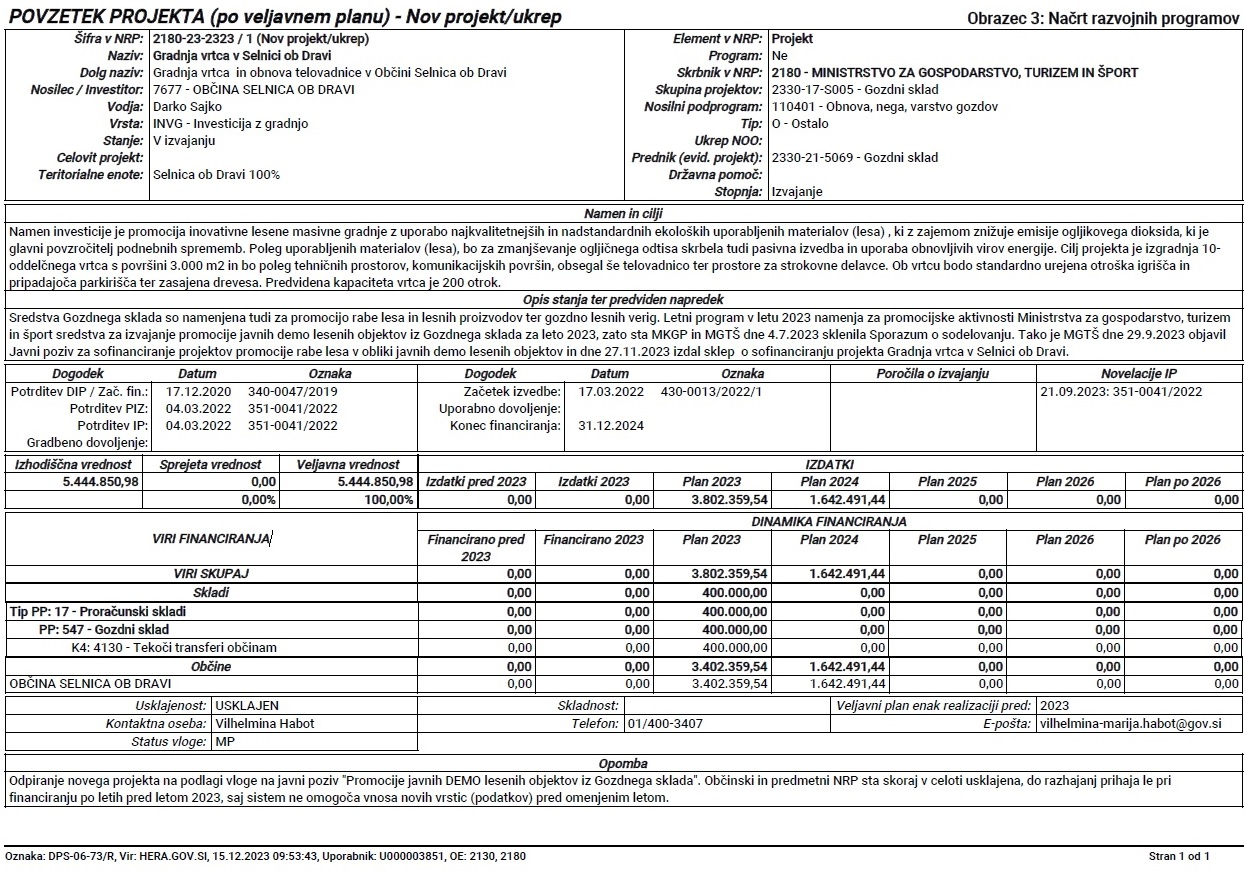 POVZETEK PROJEKTA (po veljavnem planu) - Nov projekt/ukrep
Obrazec 3: Načrt razvojnih programov
Šifra v NRP: 2180-23-2323 / 1 (Nov projekt/ukrep)
Naziv: Gradnja vrtca v Selnici ob Dravi
Dolg naziv: Gradnja vrtca in obnova telovadnice v Občini Selnica ob Dravi
Nosilec / Investitor: 7677 - OBČINA SELNICA OB DRAVI
Vodja: Darko Sajko
Vrsta: INVG - Investicija z gradnjo
Stanje: V izvajanju
Celovit projekt:
Teritorialne enote: Selnica ob Dravi 100%
Element v NRP: Projekt
Program: Ne
Skrbnik v NRP: 2180 - MINISTRSTVO ZA GOSPODARSTVO, TURIZEM IN ŠPORT
Skupina projektov: 2330-17-S005 - Gozdni sklad
Nosilni podprogram: 110401 - Obnova, nega, varstvo gozdov
Tip: O - Ostalo
Ukrep NOO:
Prednik (evid. projekt): 2330-21-5069 - Gozdni sklad
Državna pomoč:
Stopnja: Izvajanje
Namen in cilji
Namen investicije je promocija inovativne lesene masivne gradnje z uporabo najkvalitetnejših in nadstandardnih ekoloških uporabljenih materialov (lesa) , ki z zajemom znižuje emisije ogljikovega dioksida, ki je
glavni povzročitelj podnebnih sprememb. Poleg uporabljenih materialov (lesa), bo za zmanjševanje ogljičnega odtisa skrbela tudi pasivna izvedba in uporaba obnovljivih virov energije. Cilj projekta je izgradnja 10-
oddelčnega vrtca s površini 3.000 m2 in bo poleg tehničnih prostorov, komunikacijskih površin, obsegal še telovadnico ter prostore za strokovne delavce. Ob vrtcu bodo standardno urejena otroška igrišča in
pripadajoča parkirišča ter zasajena drevesa. Predvidena kapaciteta vrtca je 200 otrok.
Opis stanja ter predviden napredek
Sredstva Gozdnega sklada so namenjena tudi za promocijo rabe lesa in lesnih proizvodov ter gozdno lesnih verig. Letni program v letu 2023 namenja za promocijske aktivnosti Ministrstva za gospodarstvo, turizem
in šport sredstva za izvajanje promocije javnih demo lesenih objektov iz Gozdnega sklada za leto 2023, zato sta MKGP in MGTŠ dne 4.7.2023 sklenila Sporazum o sodelovanju. Tako je MGTŠ dne 29.9.2023 objavil
Javni poziv za sofinanciranje projektov promocije rabe lesa v obliki javnih demo lesenih objektov in dne 27.11.2023 izdal sklep o sofinanciranju projekta Gradnja vrtca v Selnici ob Dravi.
Dogodek Datum Oznaka Dogodek Datum Oznaka Poročila o izvajanju Novelacije IP
Potrditev DIP / Zač. fin.: 17.12.2020 340-0047/2019 Začetek izvedbe: 17.03.2022 430-0013/2022/1 21.09.2023: 351-0041/2022
Potrditev PIZ: 04.03.2022 351-0041/2022 Uporabno dovoljenje:
Potrditev IP: 04.03.2022 351-0041/2022 Konec financiranja: 31.12.2024
Gradbeno dovoljenje:
Izhodiščna vrednost Sprejeta vrednost Veljavna vrednost IZDATKI
5.444.850,98 0,00 5.444.850,98 Izdatki pred 2023 Izdatki 2023 Plan 2023 Plan 2024 Plan 2025 Plan 2026 Plan po 2026
0,00% 100,00% 0,00 0,00 3.802.359,54 1.642.491,44 0,00 0,00 0,00
VIRI FINANCIRANJA DINAMIKA FINANCIRANJA
Financirano pred 2023 Financirano 2023 Plan 2023 Plan 2024 Plan 2025 Plan 2026 Plan po 2026
VIRI SKUPAJ 0,00 0,00 3.802.359,54 1.642.491,44 0,00 0,00 0,00
Skladi 0,00 0,00 400.000,00 0,00 0,00 0,00 0,00
Tip PP: 17 - Proračunski skladi 0,00 0,00 400.000,00 0,00 0,00 0,00 0,00
PP: 547 - Gozdni sklad 0,00 0,00 400.000,00 0,00 0,00 0,00 0,00
K4: 4130 - Tekoči transferi občinam 0,00 0,00 400.000,00 0,00 0,00 0,00 0,00
Občine 0,00 0,00 3.402.359,54 1.642.491,44 0,00 0,00 0,00
OBČINA SELNICA OB DRAVI 0,00 0,00 3.402.359,54 1.642.491,44 0,00 0,00 0,00
Usklajenost: USKLAJEN Skladnost: Veljavni plan enak realizaciji pred: 2023
Kontaktna oseba: Vilhelmina Habot Telefon: 01/400-3407 E-pošta: vilhelmina-marija.habot@gov.si
Status vloge: MP
Opomba
Odpiranje novega projekta na podlagi vloge na javni poziv "Promocije javnih DEMO lesenih objektov iz Gozdnega sklada". Občinski in predmetni NRP sta skoraj v celoti usklajena, do razhajanj prihaja le pri
financiranju po letih pred letom 2023, saj sistem ne omogoča vnosa novih vrstic (podatkov) pred omenjenim letom.
Oznaka: DPS-06-73/R, Vir: HERA.GOV.SI, 15.12.2023 09:53:43, Uporabnik: U000003851, OE: 2130, 2180
Stran 1 od 1